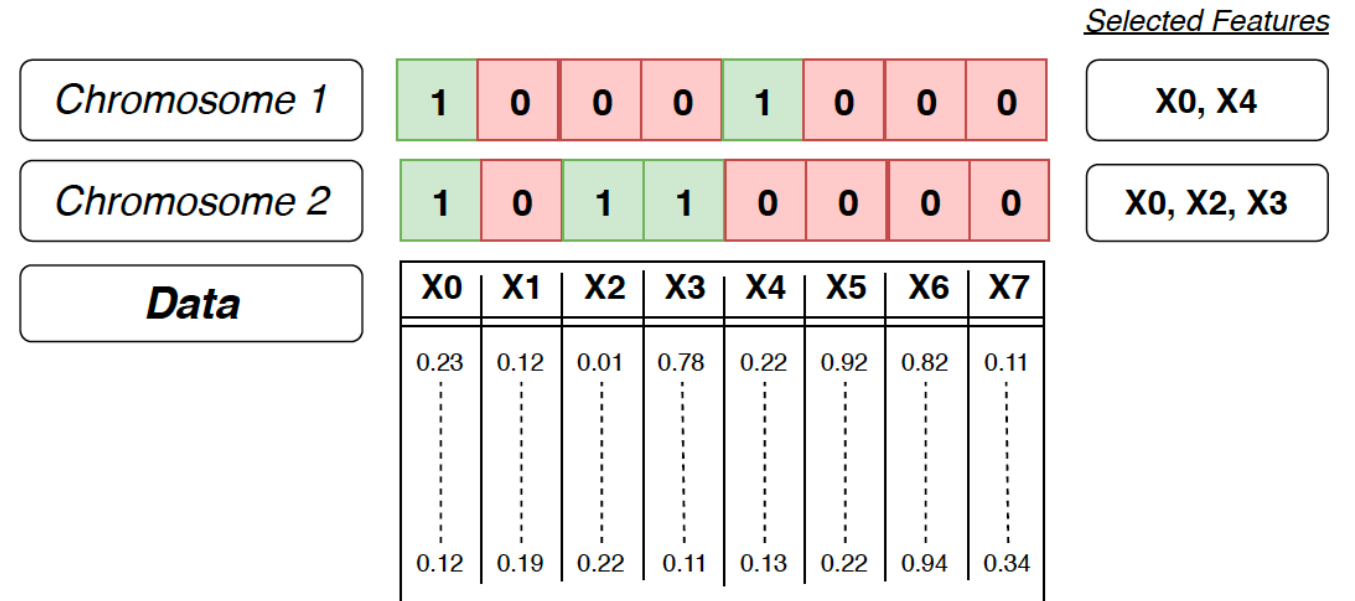 Selected Features
Chromosome 1 1 0 0 0 1 0 0 0 X0, X4
Chromosome 2 1 0 1 1 0 0 0 0 X0, X2, X3
Data X0 X1 X2 X3 X4 X5 X6 X7
0.23 0.12 0.01 0.78 0.22 0.92 0.82 0.11
0.12 0.19 0.22 0.11 0.13 0.22 0.94 0.34